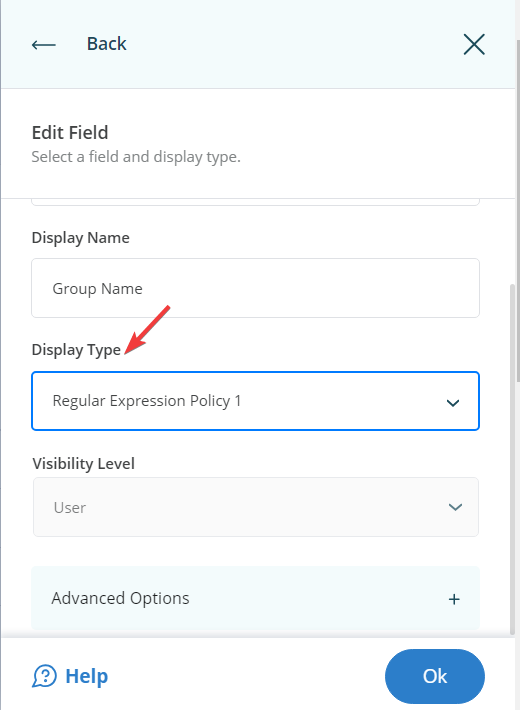 Back
Edit Field
Select a field and display type.
Display Name
Group Name
Display Type
Regular Expression Policy 1
Visibility Level
User
Advanced Options
Help
Ok